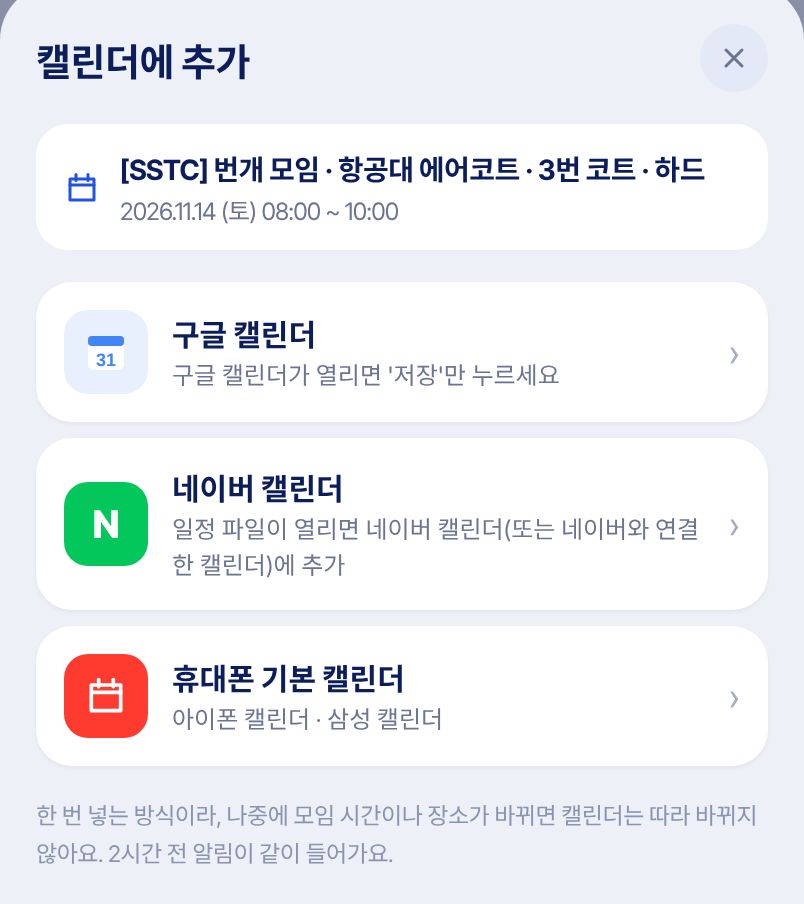 캘린더에 추가
[SSTC] 번개 모임 · 항공대 에어코트 · 3번 코트 · 하드
2026.11.14 (토) 08:00 ~ 10:00
31
구글 캘린더
구글 캘린더가 열리면 '저장'만 누르세요
N
네이버 캘린더
일정 파일이 열리면 네이버 캘린더(또는 네이버와 연결
한 캘린더)에 추가
휴대폰 기본 캘린더
아이폰 캘린더 · 삼성 캘린더
한 번 넣는 방식이라, 나중에 모임 시간이나 장소가 바뀌면 캘린더는 따라 바뀌지
않아요. 2시간 전 알림이 같이 들어가요.